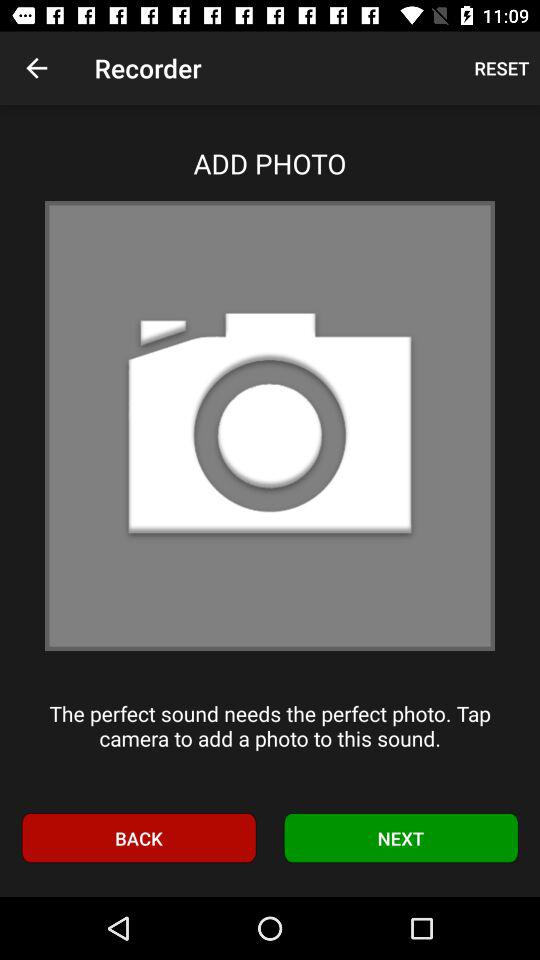 11:09
Recorder
RESET
ADD PHOTO
The perfect sound needs the perfect photo. Tap
camera to add a photo to this sound.
BACK
NEXT